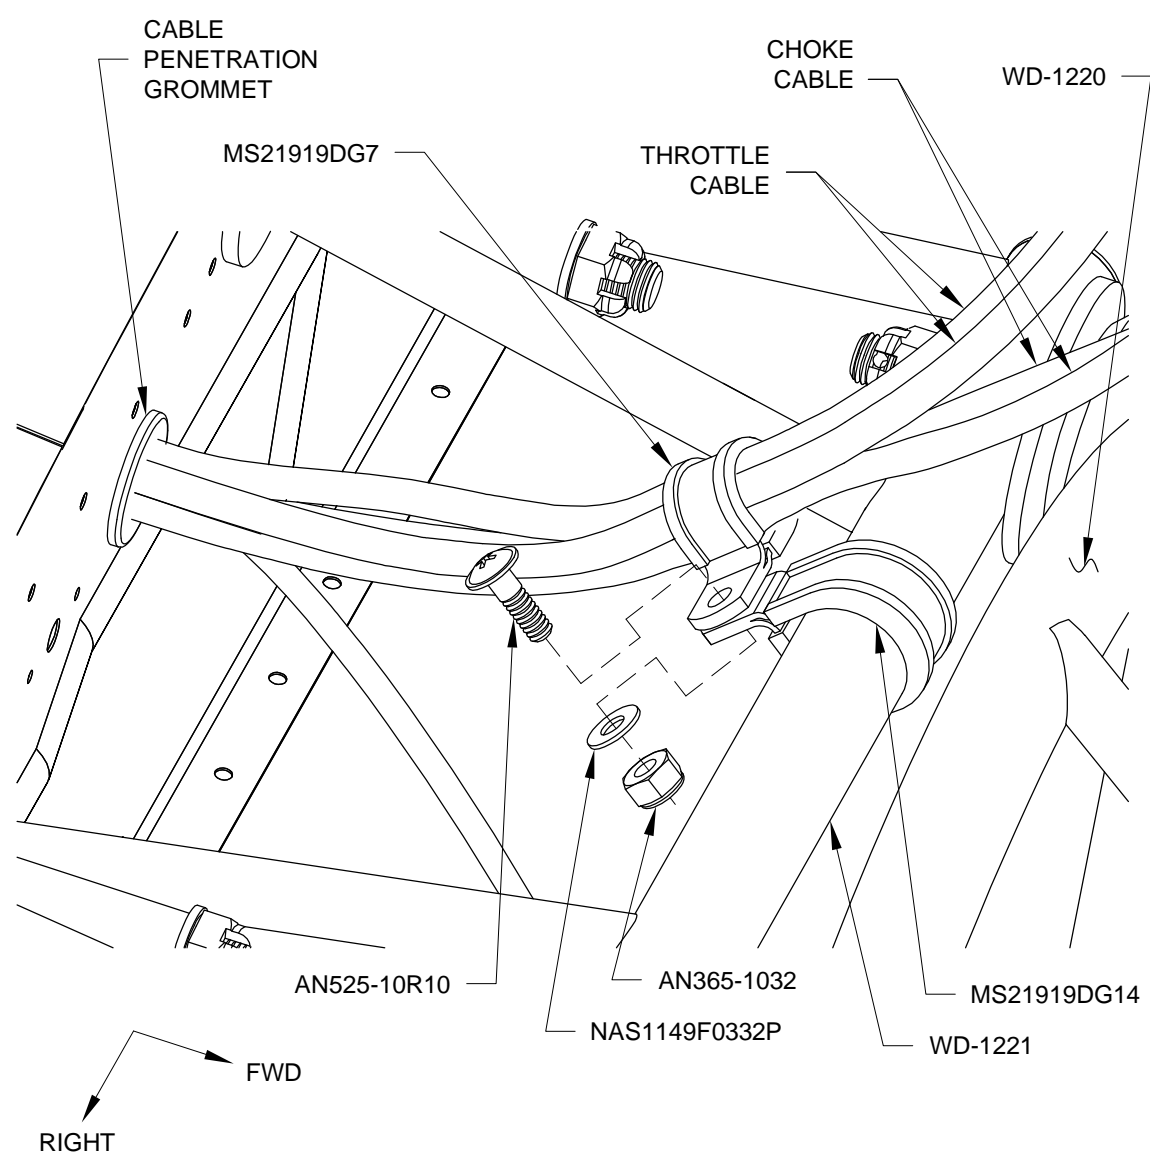 CABLE
PENETRATION
GROMMET
CHOKE
CABLE
WD-1220
MS21919DG7
THROTTLE
CABLE
AN525-10R10
AN365-1032
MS21919DG14
NAS1149F0332P
WD-1221
FWD
RIGHT